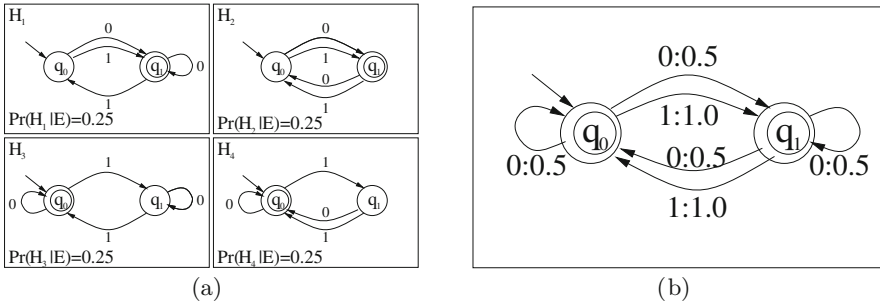 H₁
0
1
q₀
q₁
0
1
Pr(H₁|E)=0.25
H₂
0
1
q₀
q₁
0
1
Pr(H₂|E)=0.25
H₃
1
0
q₀
q₁
0
1
Pr(H₃|E)=0.25
H₄
1
0
q₀
q₁
0
1
Pr(H₄|E)=0.25
(a)
0:0.5
1:1.0
q₀
q₁
0:0.5
0:0.5
0:0.5
1:1.0
(b)